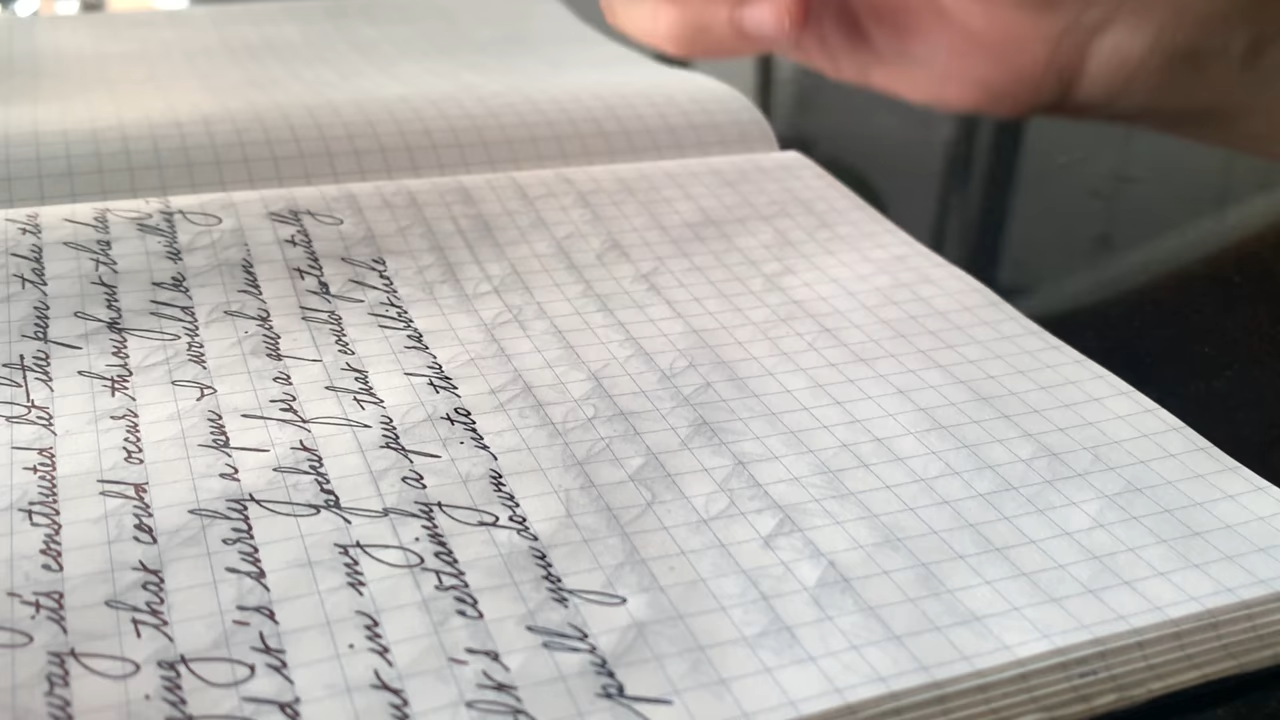 way it's constructed let the pen take the
ing that could occur throughout the day
d it's surely a pen I would be willing
ut in my pocket for a quick run...
It's certainly a pen that could potentially
pull you down into the rabbit hole